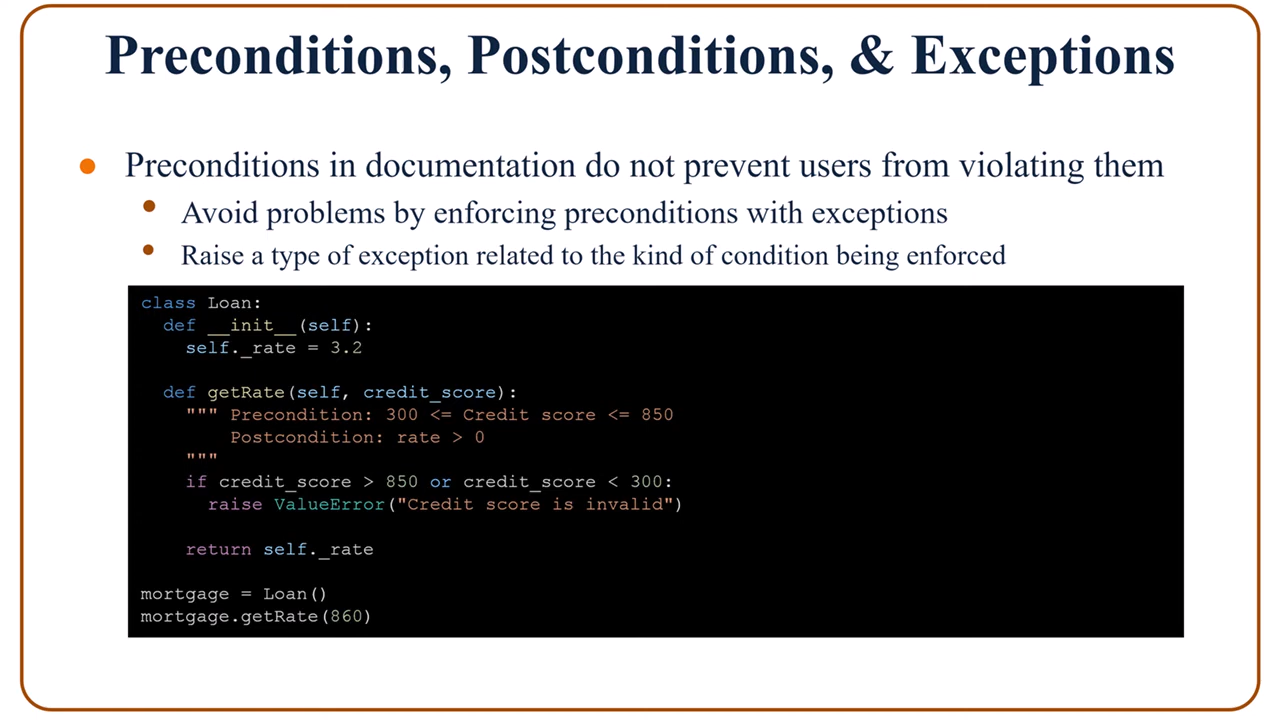 Preconditions, Postconditions, & Exceptions
Preconditions in documentation do not prevent users from violating them
Avoid problems by enforcing preconditions with exceptions
Raise a type of exception related to the kind of condition being enforced
class Loan:
  def __init__(self):
    self._rate = 3.2
  def getRate(self, credit_score):
    """ Precondition: 300 <= Credit score <= 850
        Postcondition: rate > 0
    """
    if credit_score > 850 or credit_score < 300:
      raise ValueError("Credit score is invalid")
    return self._rate
mortgage = Loan()
mortgage.getRate(860)